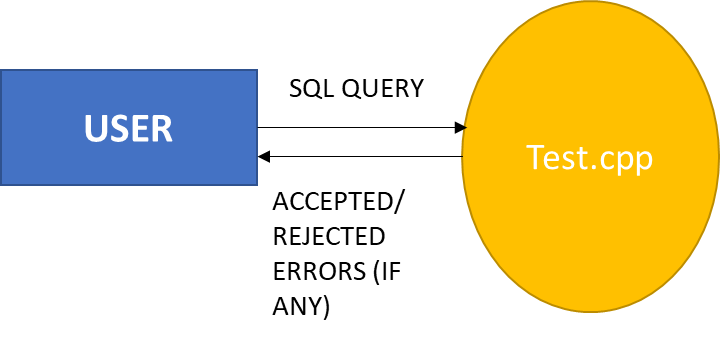 SQL QUERY
USER
Test.cpp
ACCEPTED/
REJECTED
ERRORS (IF
ANY)